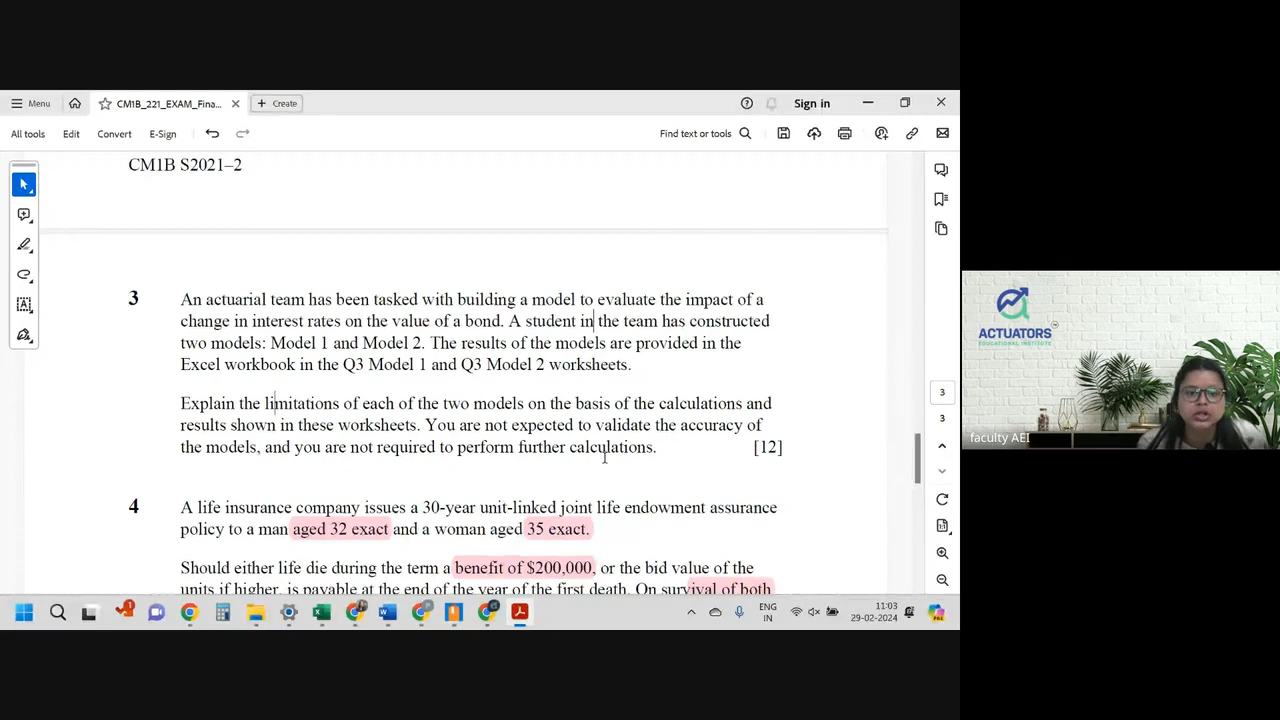 Menu
CM1B_221_EXAM_Fina...
Create
Sign in
All tools
Edit
Convert
E-Sign
Find text or tools
CM1B S2021–2
3 An actuarial team has been tasked with building a model to evaluate the impact of a
change in interest rates on the value of a bond. A student in the team has constructed
two models: Model 1 and Model 2. The results of the models are provided in the
Excel workbook in the Q3 Model 1 and Q3 Model 2 worksheets.
Explain the limitations of each of the two models on the basis of the calculations and
results shown in these worksheets. You are not expected to validate the accuracy of
the models, and you are not required to perform further calculations. [12]
4 A life insurance company issues a 30-year unit-linked joint life endowment assurance
policy to a man aged 32 exact and a woman aged 35 exact.
Should either life die during the term a benefit of $200,000, or the bid value of the
units if higher, is payable at the end of the year of the first death. On survival of both
3
3
ACTUATORS
EDUCATIONAL INSTITUTE
TM
faculty AEI
ENG
IN
11:03
29-02-2024
PRE